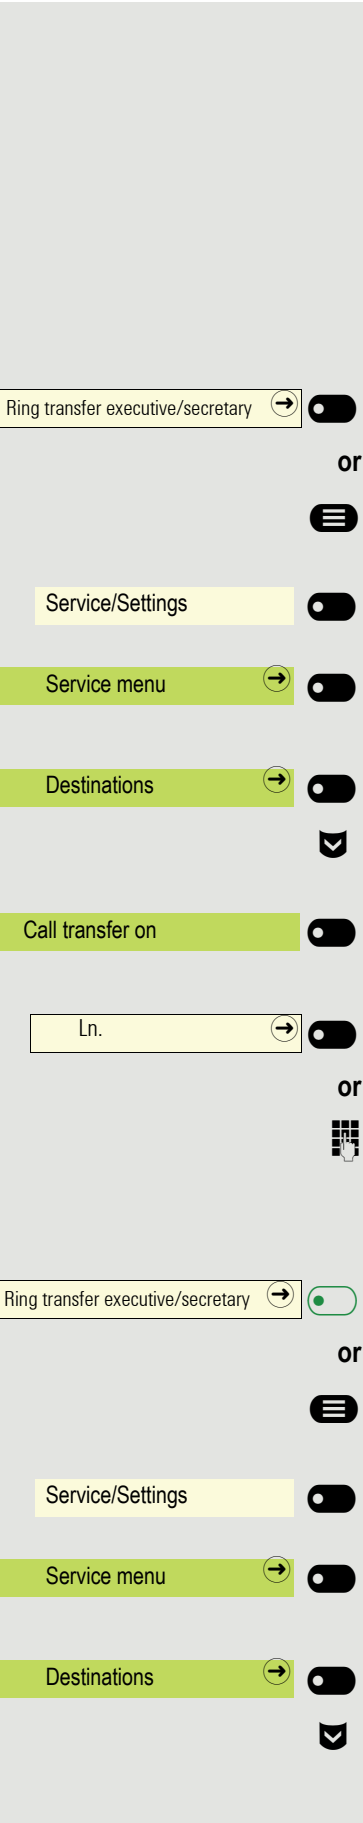 Ring transfer executive/secretary
or
Service/Settings
Service menu
Destinations
Call transfer on
Ln.
or
Ring transfer executive/secretary
or
Service/Settings
Service menu
Destinations